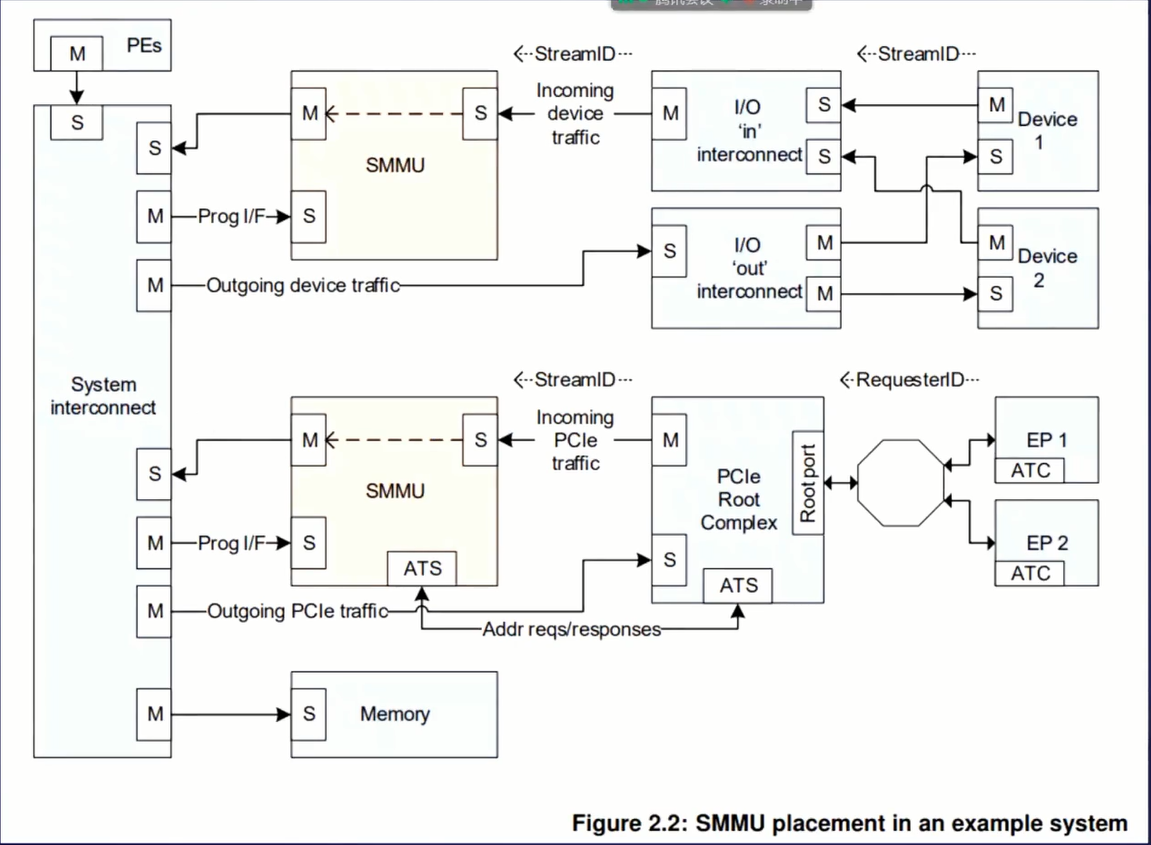 PEs
M
S
<--StreamID---
<--StreamID---
S
M
S
Incoming
device
traffic
M
I/O
'in'
interconnect
S
S
M
S
Device
1
SMMU
M
Prog I/F
S
M
Outgoing device traffic
S
I/O
'out'
interconnect
M
M
M
S
Device
2
System
interconnect
<--StreamID---
<--RequesterID---
S
M
S
Incoming
PCIe
traffic
M
PCIe
Root
Complex
Root port
EP 1
ATC
SMMU
M
Prog I/F
S
ATS
S
ATS
EP 2
ATC
M
Outgoing PCIe traffic
Addr reqs/responses
M
S
Memory
Figure 2.2: SMMU placement in an example system